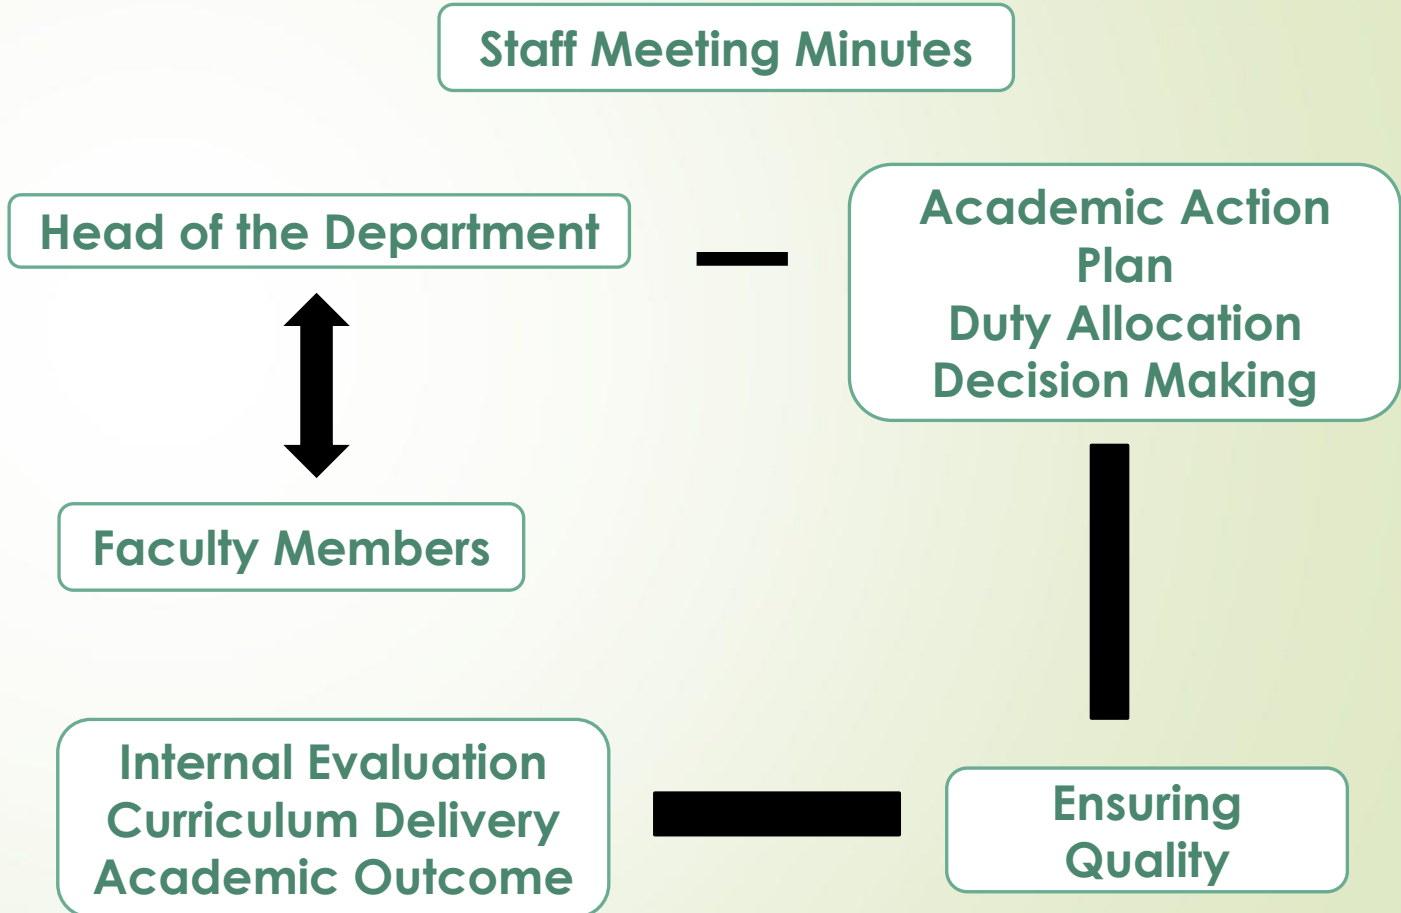 Staff Meeting Minutes
Head of the Department
Academic Action
Plan
Duty Allocation
Decision Making
Faculty Members
Internal Evaluation
Curriculum Delivery
Academic Outcome
Ensuring
Quality